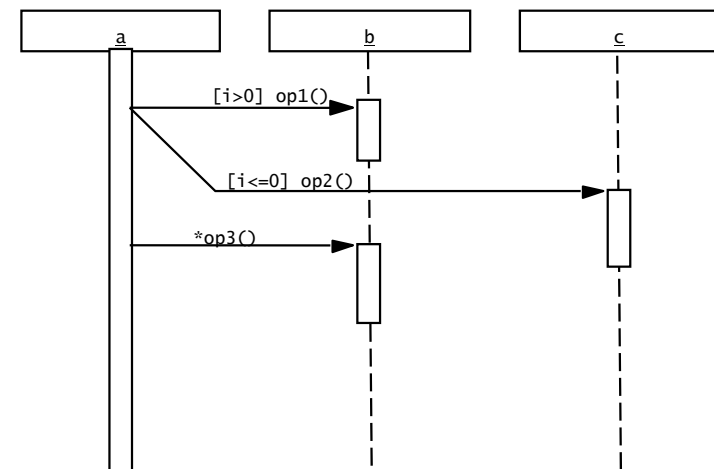 a
b
c
[i>0] op1()
[i<=0] op2()
*op3()